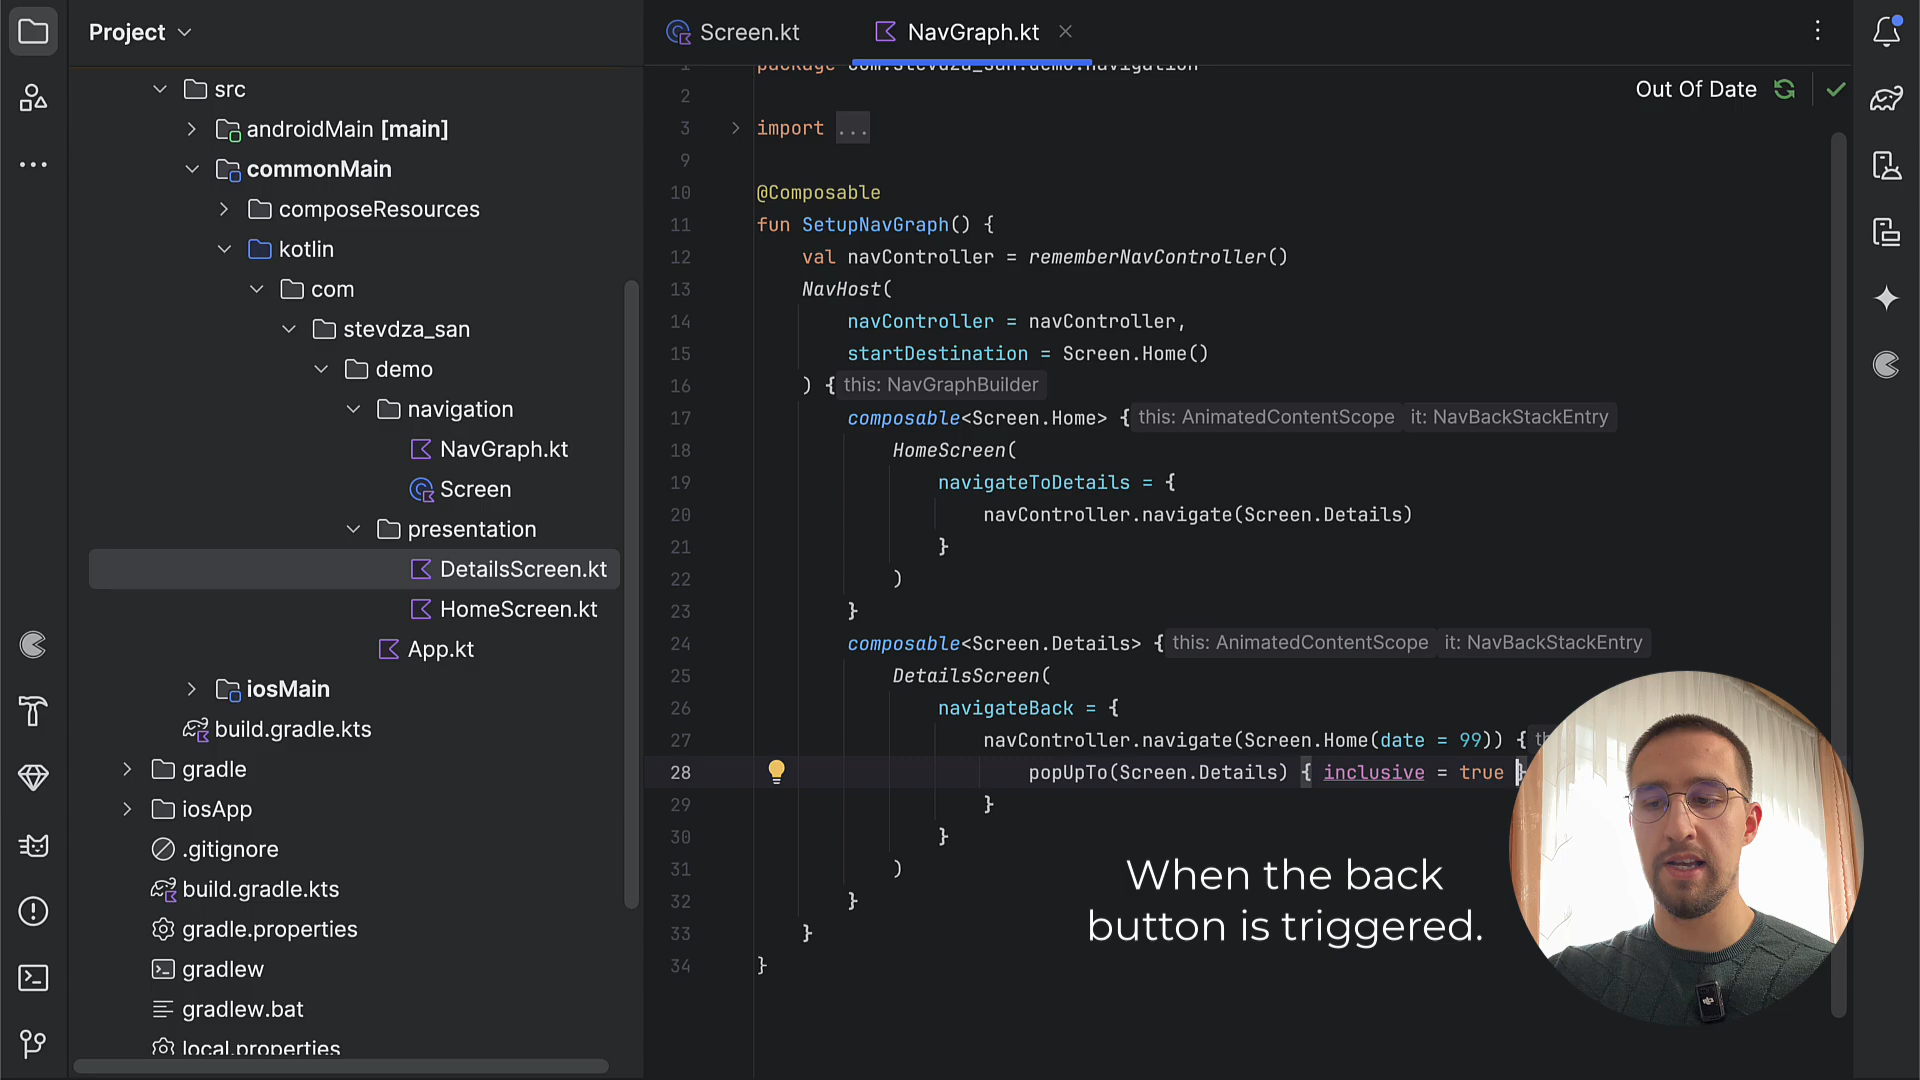 Project
Screen.kt
NavGraph.kt
src
androidMain [main]
commonMain
composeResources
kotlin
com
stevdza_san
demo
navigation
NavGraph.kt
Screen
presentation
DetailsScreen.kt
HomeScreen.kt
App.kt
iosMain
build.gradle.kts
gradle
iosApp
.gitignore
build.gradle.kts
gradle.properties
gradlew
gradlew.bat
local.properties
Out Of Date
1 package com.stevdza_san.demo.navigation
2
3 import ...
9
10 @Composable
11 fun SetupNavGraph() {
12 val navController = rememberNavController()
13 NavHost(
14 navController = navController,
15 startDestination = Screen.Home()
16 ) { this: NavGraphBuilder
17 composable<Screen.Home> { this: AnimatedContentScope it: NavBackStackEntry
18 HomeScreen(
19 navigateToDetails = {
20 navController.navigate(Screen.Details)
21 }
22 )
23 }
24 composable<Screen.Details> { this: AnimatedContentScope it: NavBackStackEntry
25 DetailsScreen(
26 navigateBack = {
27 navController.navigate(Screen.Home(date = 99)) {
28 popUpTo(Screen.Details) { inclusive = true }
29 }
30 }
31 )
32 }
33 }
34 }
When the back
button is triggered.